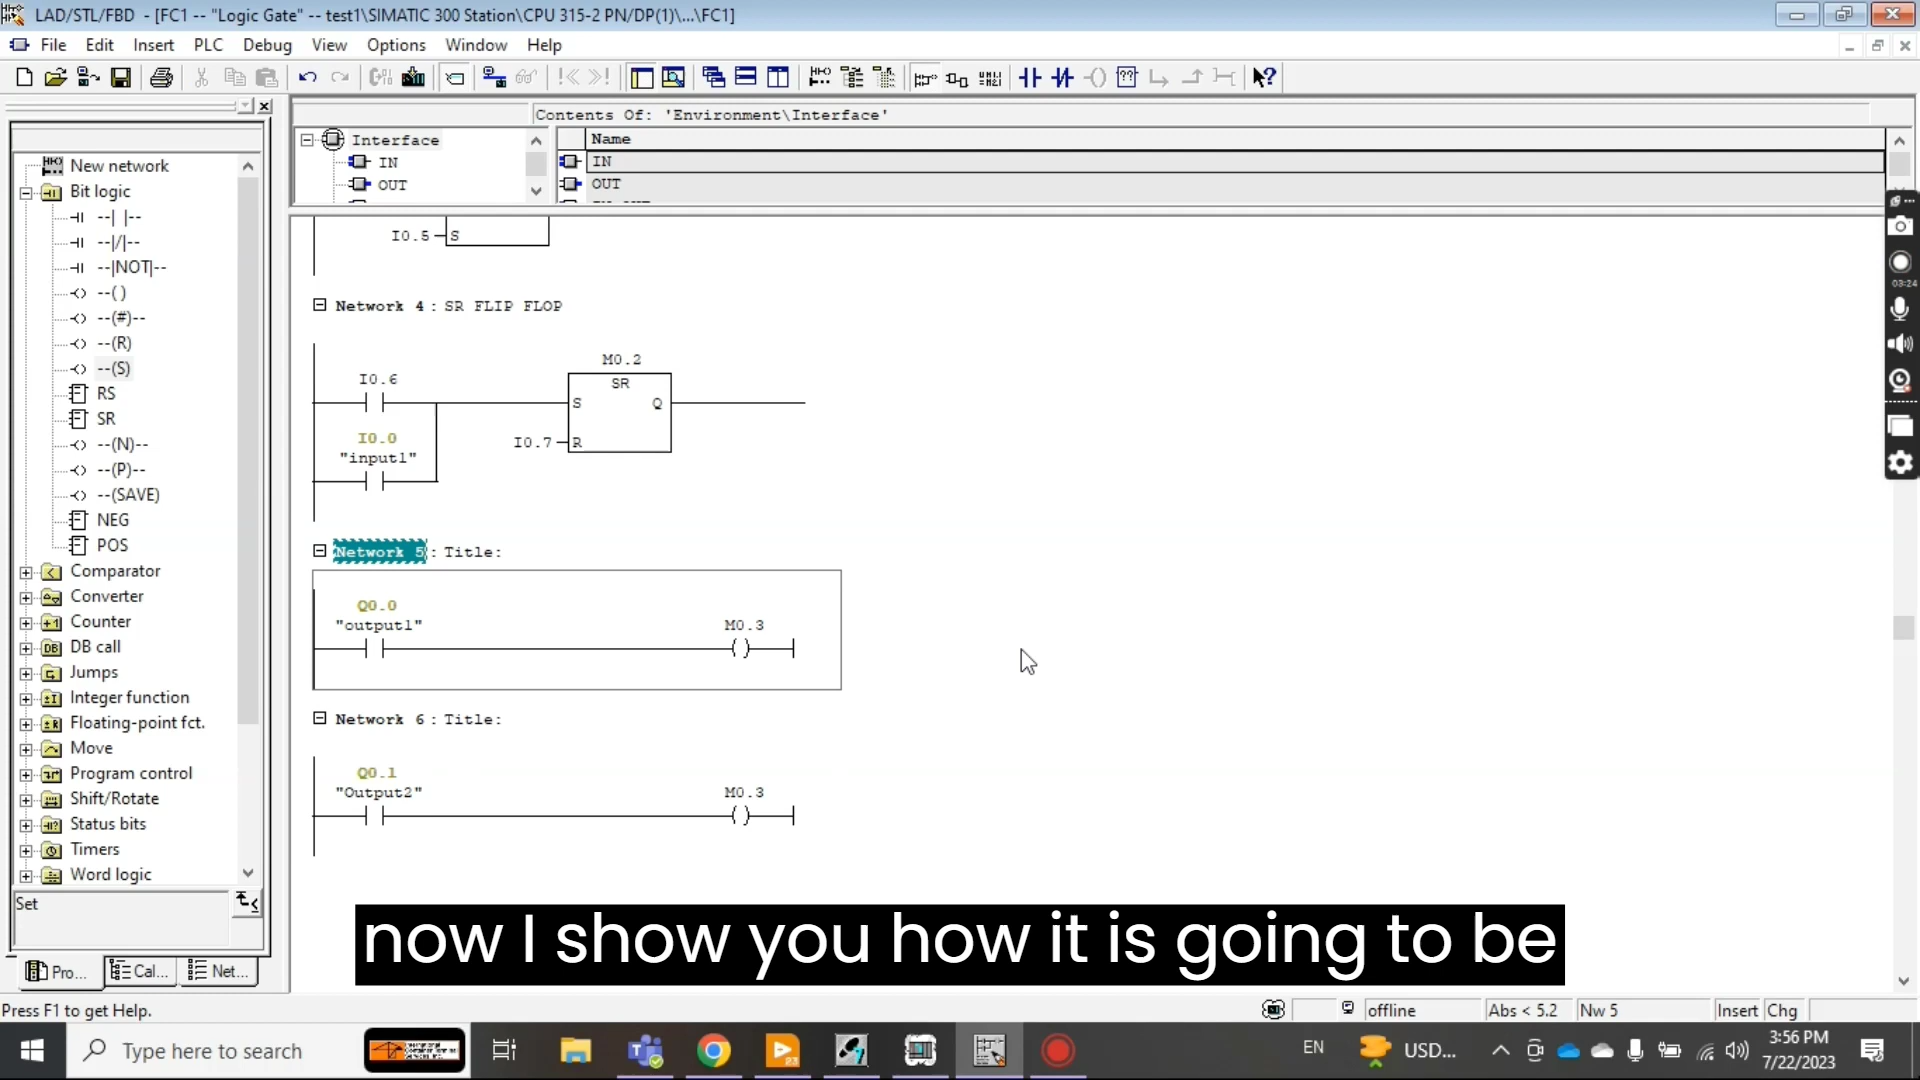 LAD/STL/FBD - [FC1 -- "Logic Gate" -- test1\SIMATIC 300 Station\CPU 315-2 PN/DP(1)\...\FC1]
File Edit Insert PLC Debug View Options Window Help
Contents Of: 'Environment\Interface'
Interface
IN
OUT
Name
IN
OUT
New network
Bit logic
--| |--
--|/|--
--|NOT|--
--( )
--(#)--
--(R)
--(S)
RS
SR
--(N)--
--(P)--
--(SAVE)
NEG
POS
Comparator
Converter
Counter
DB call
Jumps
Integer function
Floating-point fct.
Move
Program control
Shift/Rotate
Status bits
Timers
Word logic
Set
Pro... Cal... Net...
I0.5 S
Network 4 : SR FLIP FLOP
M0.2
I0.6 SR
S Q
I0.0
"input1"
I0.7 R
Network 5 : Title:
Q0.0
"output1" M0.3
Network 6 : Title:
Q0.1
"Output2" M0.3
03:24
now I show you how it is going to be
Press F1 to get Help.
offline Abs < 5.2 Nw 5 Insert Chg
Type here to search
EN USD...
3:56 PM
7/22/2023